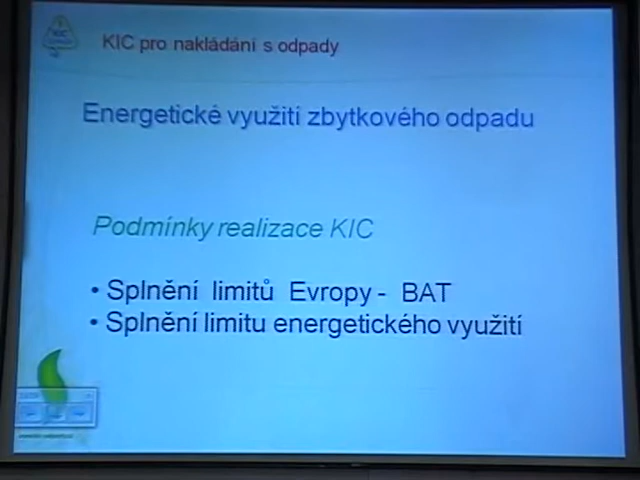 KIC
KIC pro nakládání s odpady
Energetické využití zbytkového odpadu
Podmínky realizace KIC
• Splnění limitů Evropy - BAT
• Splnění limitu energetického využití